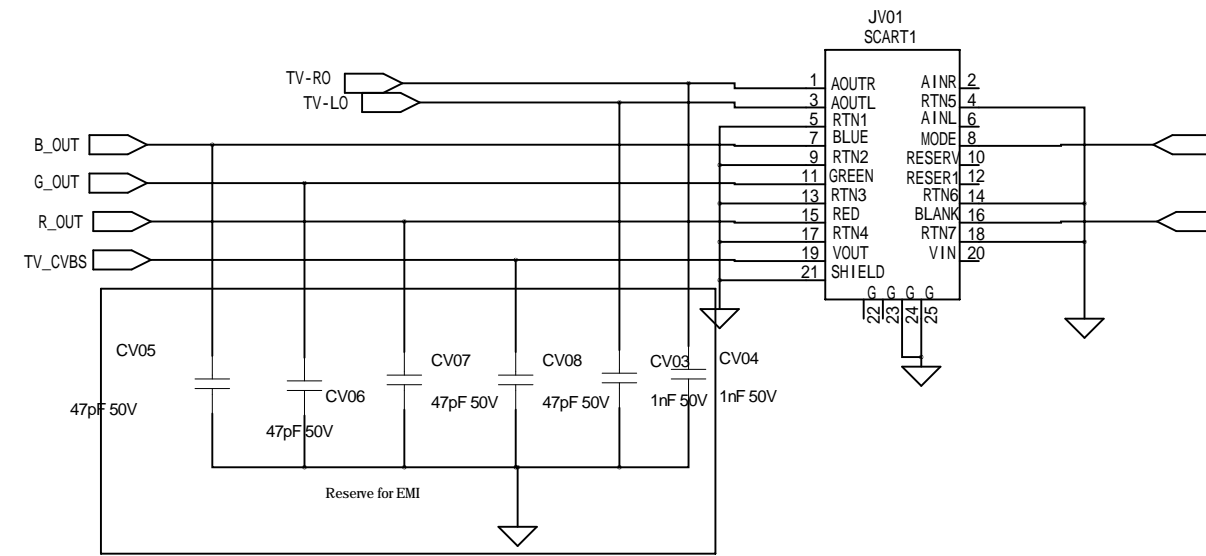 JV01
SCART1
TV-RO
TV-LO
B_OUT
G_OUT
R_OUT
TV_CVBS
1 AOUTR AINR 2
3 AOUTL RTN5 4
5 RTN1 AINL 6
7 BLUE MODE 8
9 RTN2 RESERV 10
11 GREEN RESER1 12
13 RTN3 RTN6 14
15 RED BLANK 16
17 RTN4 RTN7 18
19 VOUT VIN 20
21 SHIELD
G G G G
22 23 24 25
CV05
47pF 50V
CV06
47pF 50V
CV07
47pF 50V
CV08
47pF 50V
CV03
1nF 50V
CV04
1nF 50V
Reserve for EMI